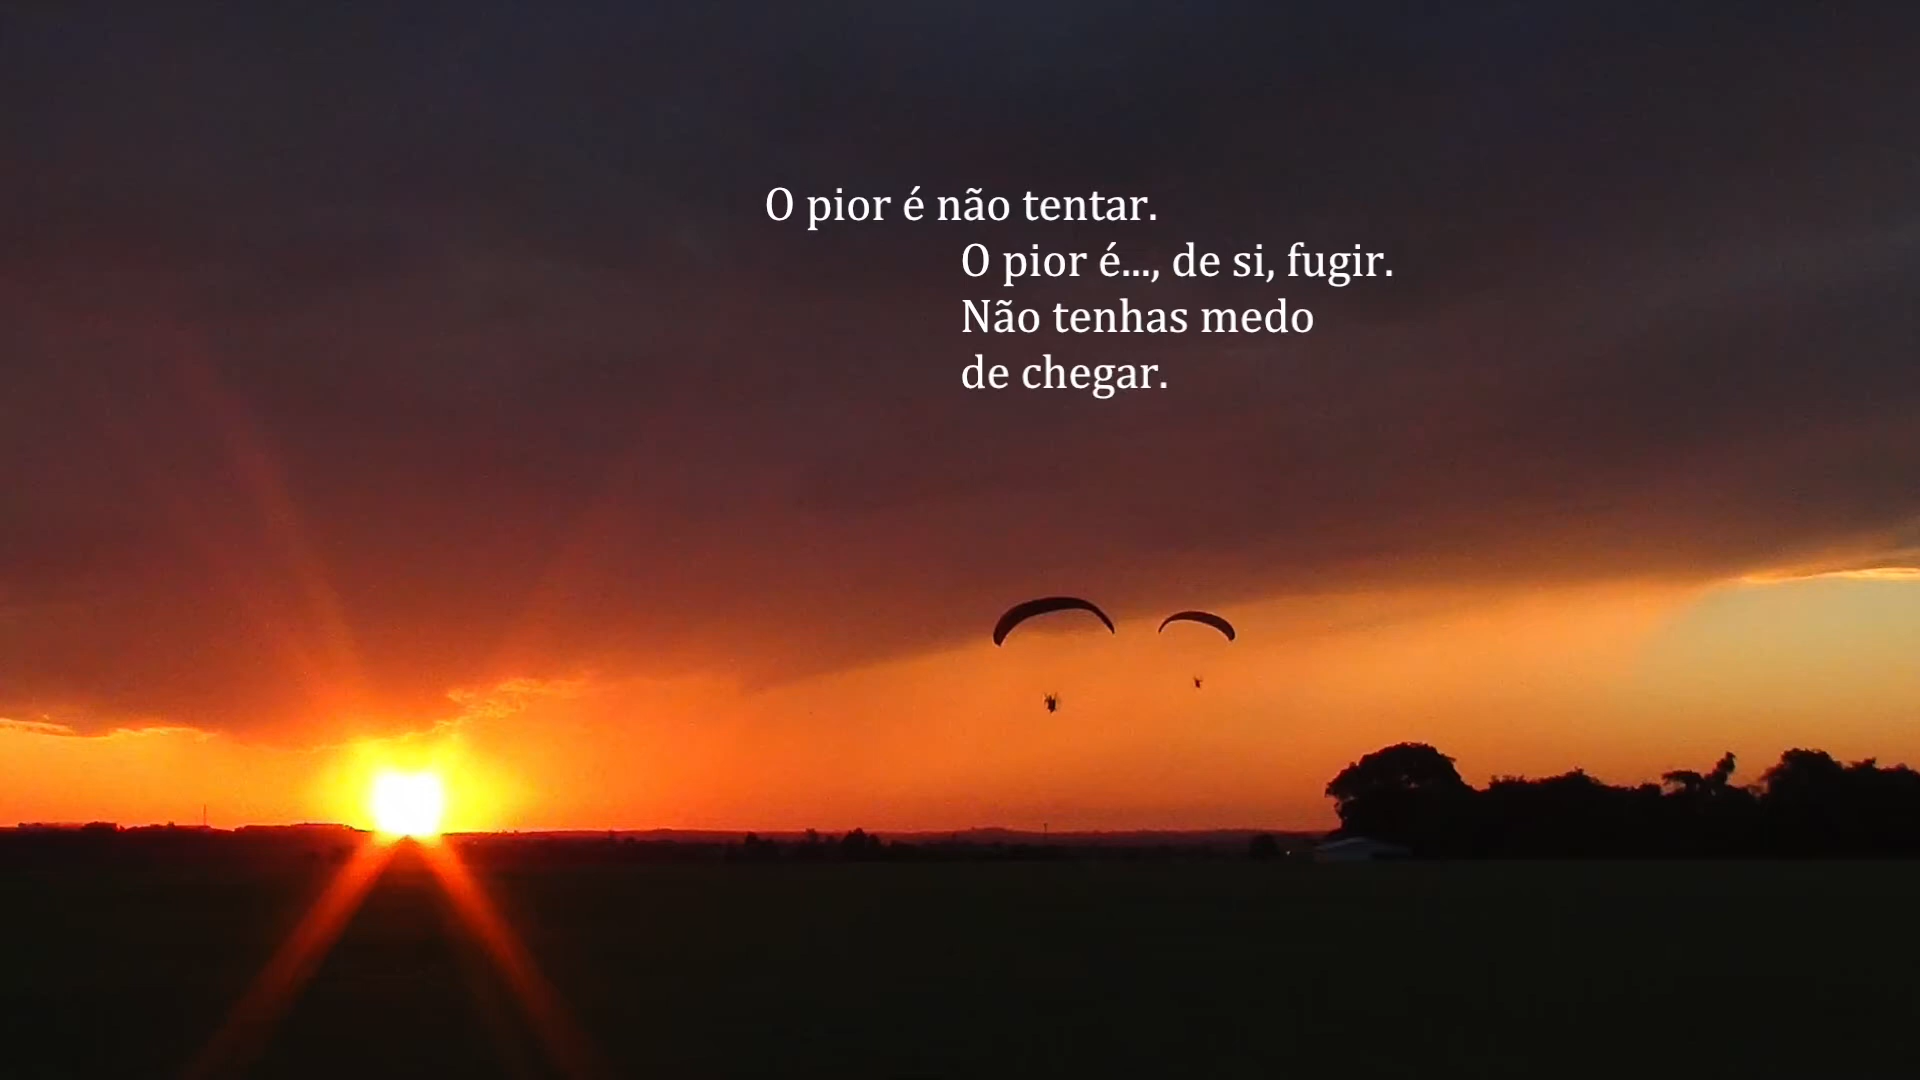 O pior é não tentar.
O pior é..., de si, fugir.
Não tenhas medo
de chegar.